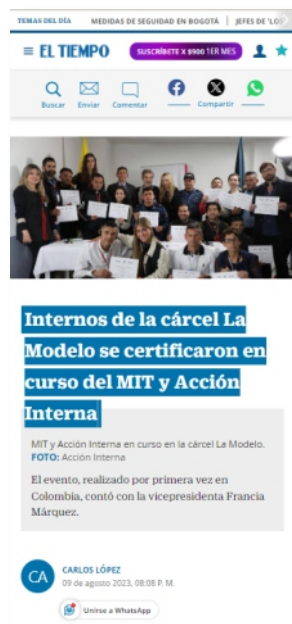 TEMAS DEL DÍA MEDIDAS DE SEGUIDAD EN BOGOTÁ | JEFES DE 'LOS
≡ EL TIEMPO SUSCRÍBETE X $900 1ER MES
Buscar Enviar Comentar Compartir
Internos de la cárcel La
Modelo se certificaron en
curso del MIT y Acción
Interna
MIT y Acción Interna en curso en la cárcel La Modelo.
FOTO: Acción Interna
El evento, realizado por primera vez en
Colombia, contó con la vicepresidenta Francia
Márquez.
CA
CARLOS LÓPEZ
09 de agosto 2023, 08:08 P. M.
Unirse a WhatsApp